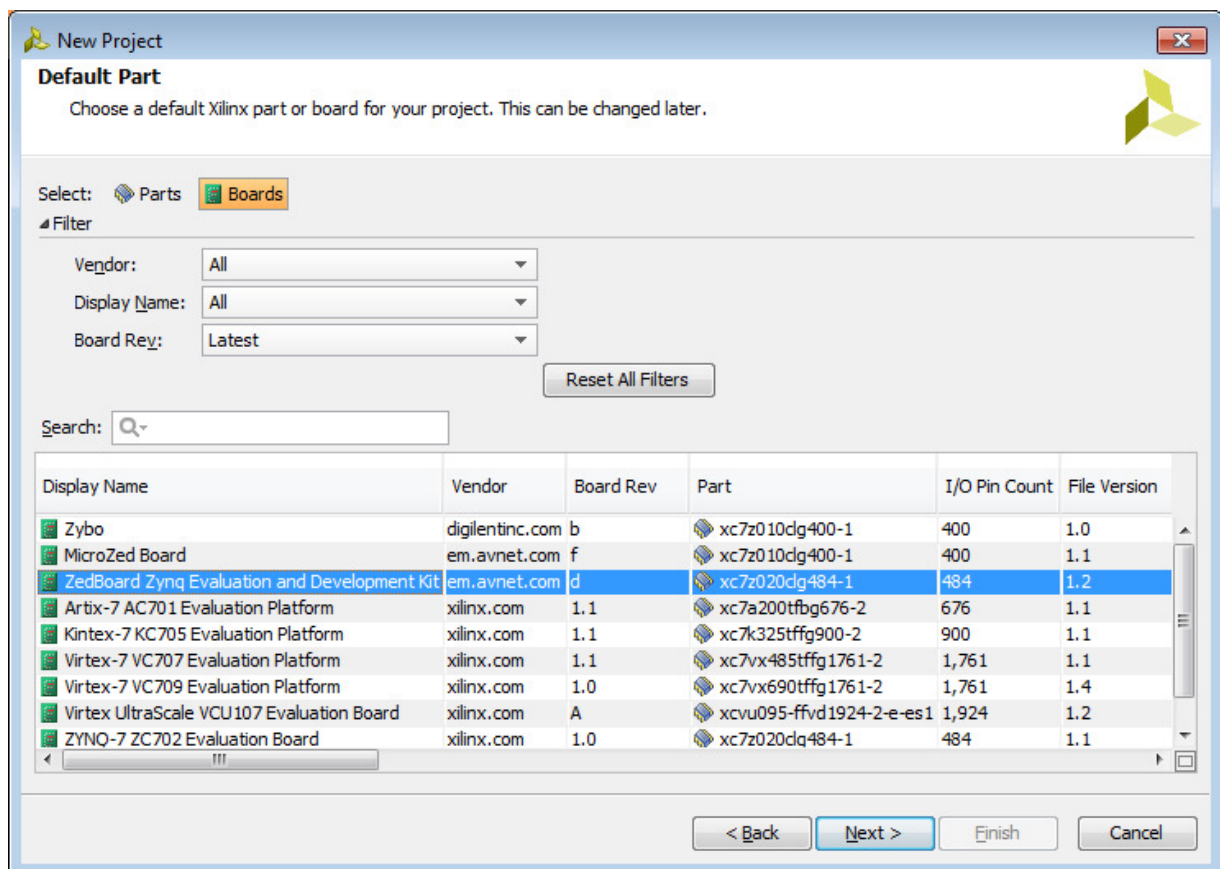 New Project
Default Part
Choose a default Xilinx part or board for your project. This can be changed later.
Select: Parts Boards
Filter
Vendor: All
Display Name: All
Board Rev: Latest
Reset All Filters
Search:
Display Name Vendor Board Rev Part I/O Pin Count File Version
Zybo digilentinc.com b xc7z010clg400-1 400 1.0
MicroZed Board em.avnet.com f xc7z010clg400-1 400 1.1
ZedBoard Zynq Evaluation and Development Kit em.avnet.com d xc7z020clg484-1 484 1.2
Artix-7 AC701 Evaluation Platform xilinx.com 1.1 xc7a200tfbg676-2 676 1.1
Kintex-7 KC705 Evaluation Platform xilinx.com 1.1 xc7k325tffg900-2 900 1.1
Virtex-7 VC707 Evaluation Platform xilinx.com 1.1 xc7vx485tffg1761-2 1,761 1.1
Virtex-7 VC709 Evaluation Platform xilinx.com 1.0 xc7vx690tffg1761-2 1,761 1.4
Virtex UltraScale VCU107 Evaluation Board xilinx.com A xcvu095-ffvd1924-2-e-es1 1,924 1.2
ZYNQ-7 ZC702 Evaluation Board xilinx.com 1.0 xc7z020clg484-1 484 1.1
< Back Next > Finish Cancel